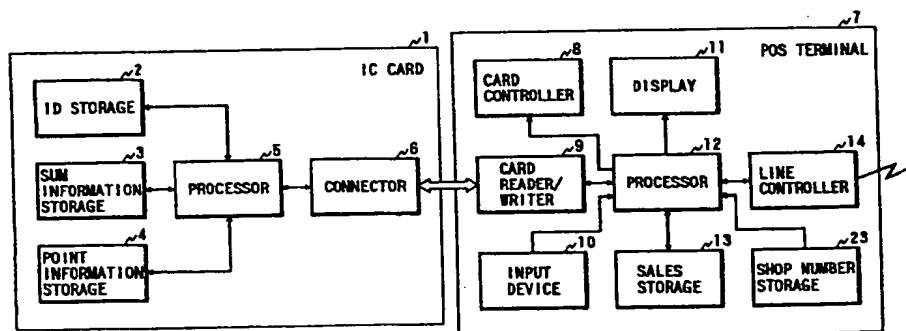 1
IC CARD
2
ID STORAGE
3
SUM
INFORMATION
STORAGE
4
POINT
INFORMATION
STORAGE
5
PROCESSOR
6
CONNECTOR
7
POS TERMINAL
8
CARD
CONTROLLER
11
DISPLAY
9
CARD
READER/
WRITER
12
PROCESSOR
14
LINE
CONTROLLER
10
INPUT
DEVICE
13
SALES
STORAGE
23
SHOP NUMBER
STORAGE